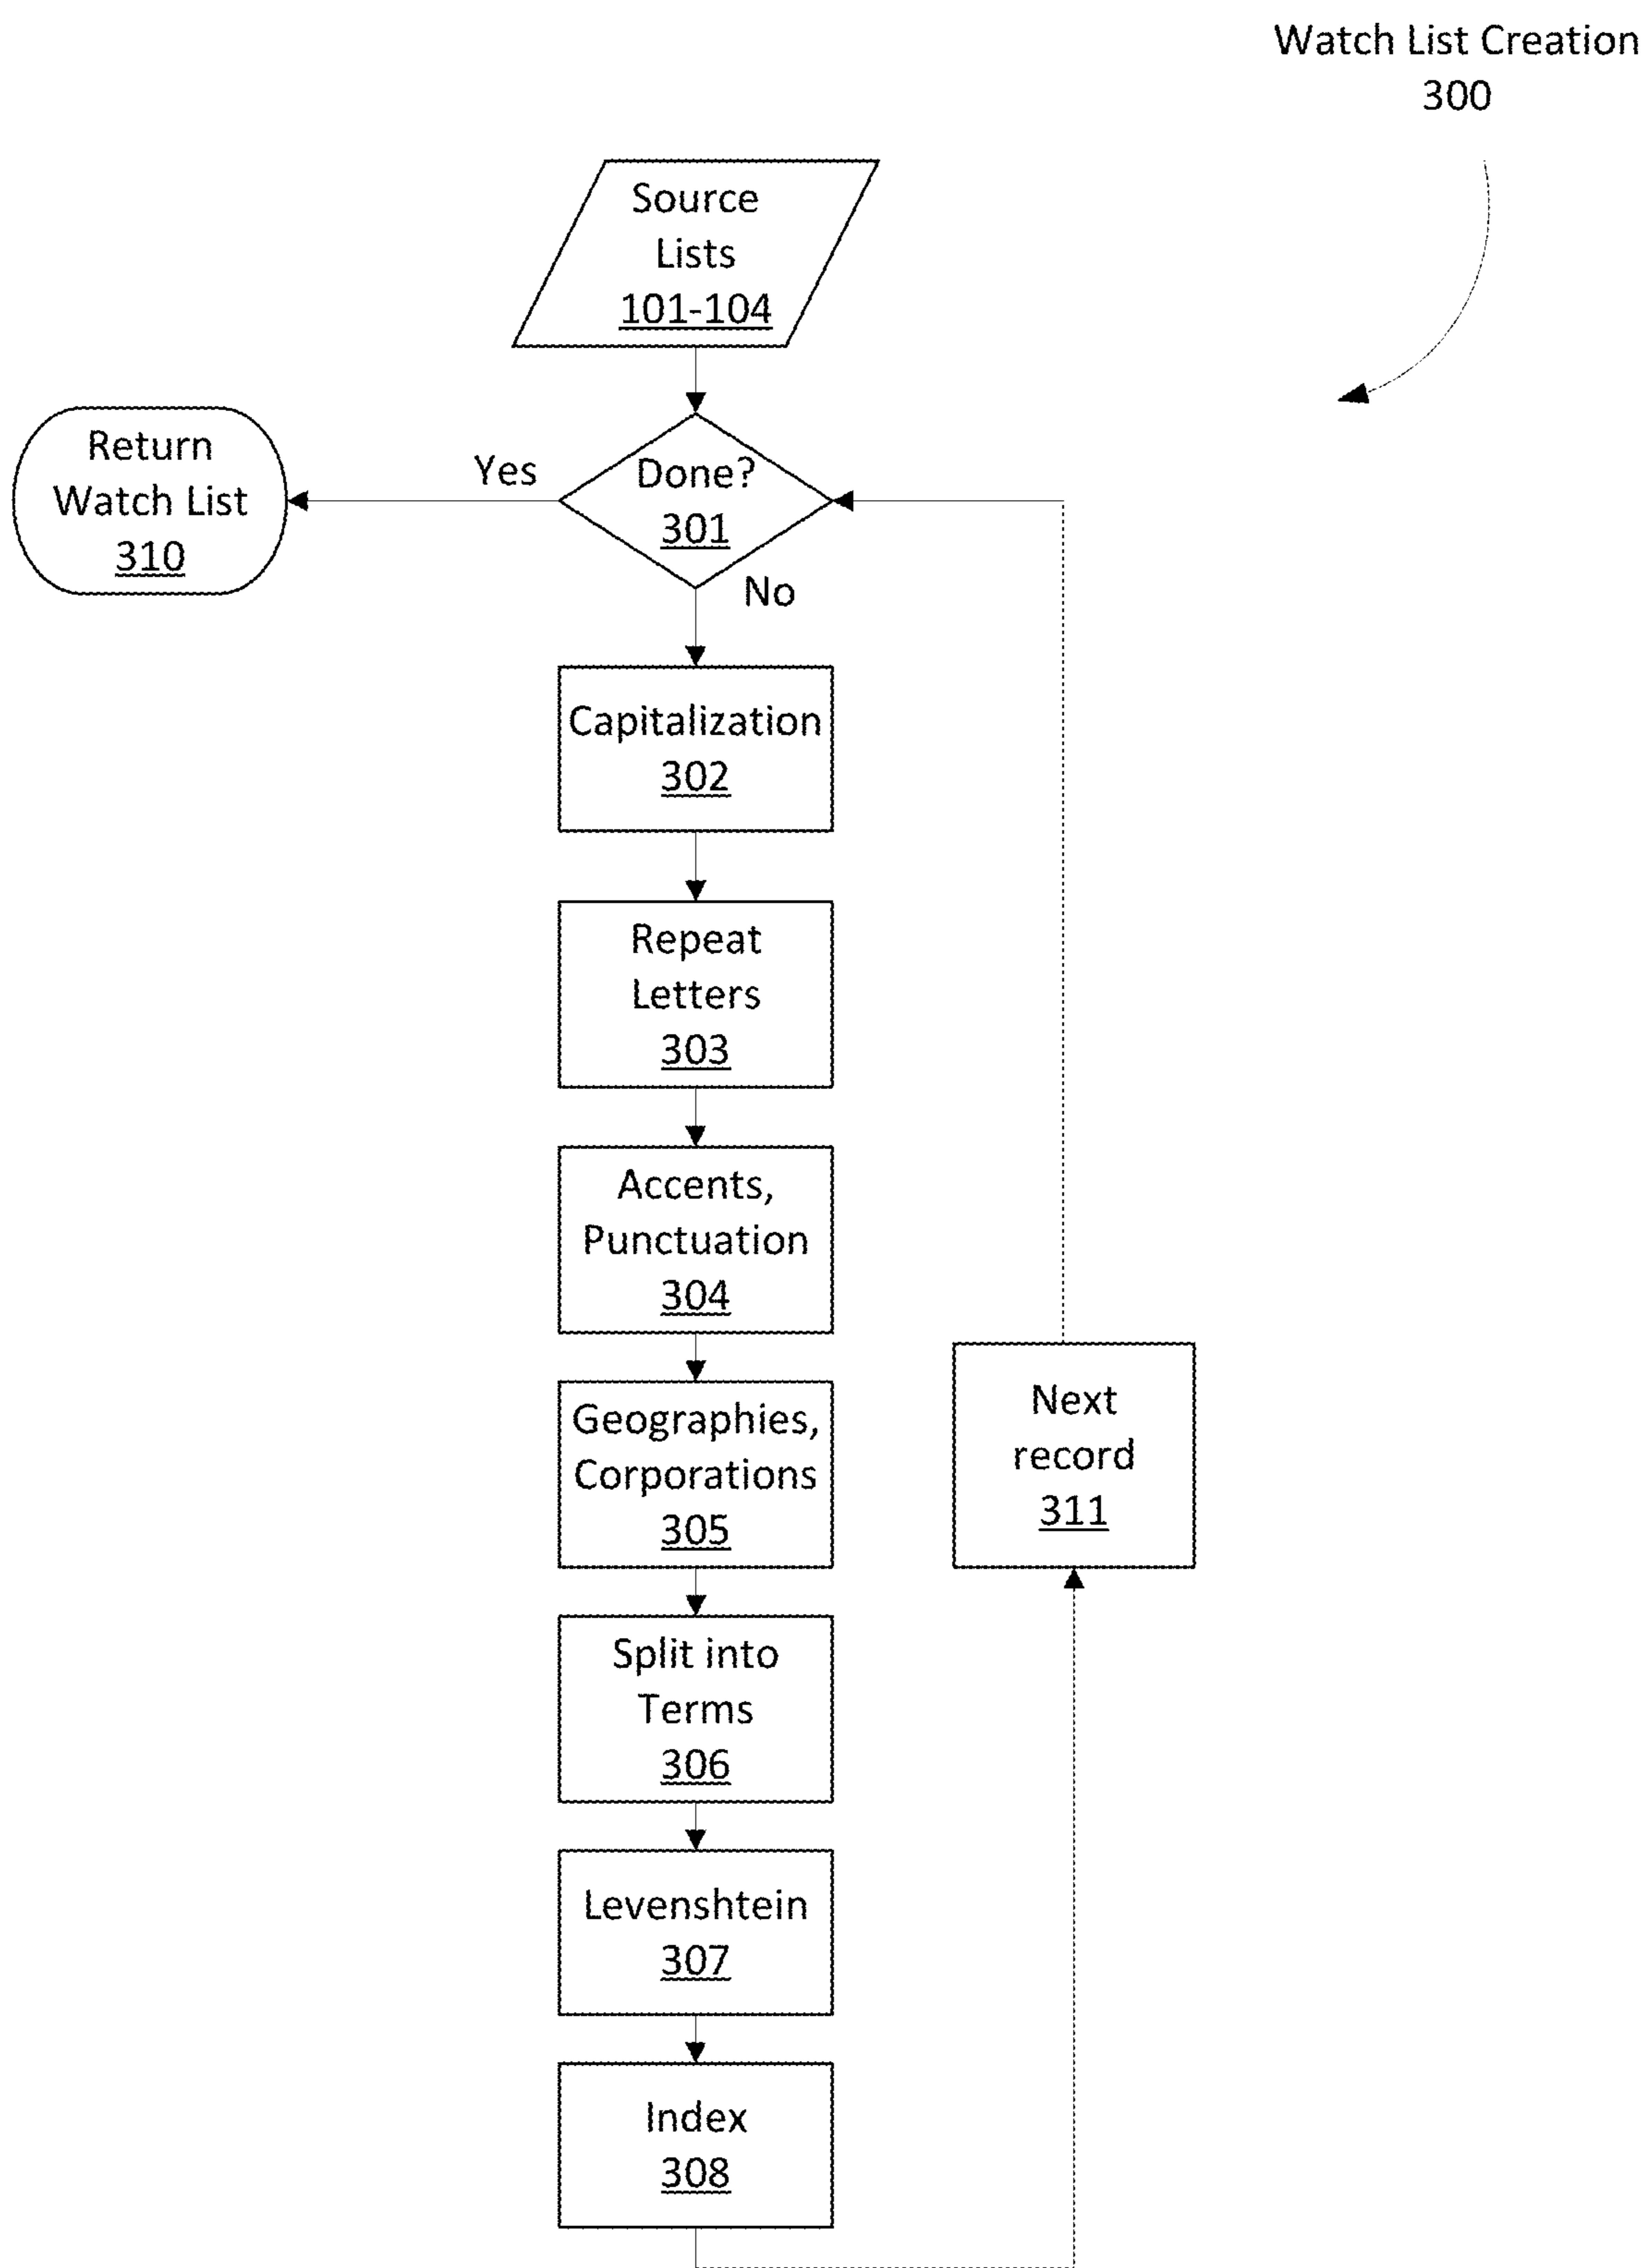 Watch List Creation
300
Source
Lists
101-104
Return
Watch List
310
Yes
Done?
301
No
Capitalization
302
Repeat
Letters
303
Accents,
Punctuation
304
Geographies,
Corporations
305
Next
record
311
Split into
Terms
306
Levenshtein
307
Index
308